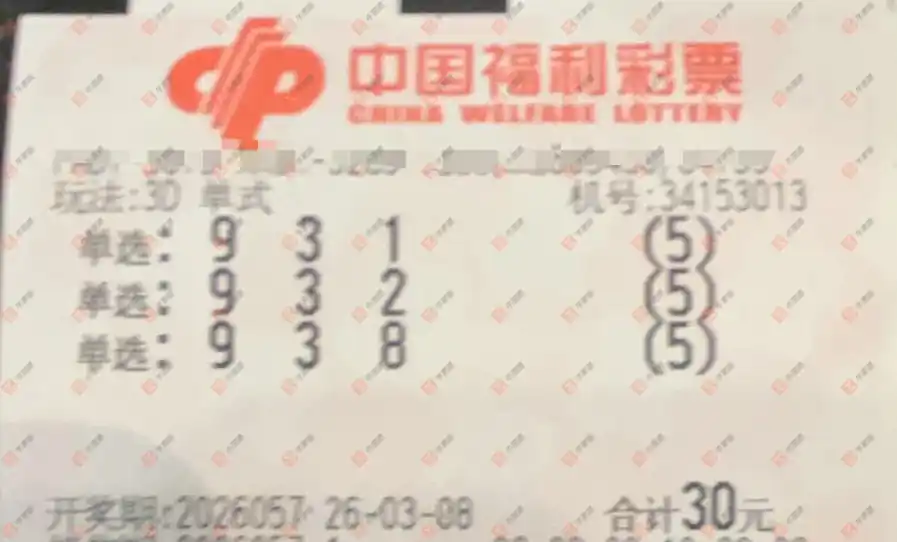 中国福利彩票
CHINA WELFARE LOTTERY
玩法:3D 单式 机号:34153013
单选: 9 3 1 (5)
单选: 9 3 2 (5)
单选: 9 3 8 (5)
开奖期:2026057 26-03-08 合计30元